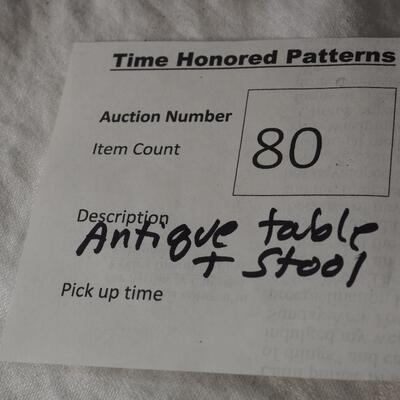 Time Honored Patterns
Auction Number
80
Item Count
Description
Antique table
+ Stool
Pick up time